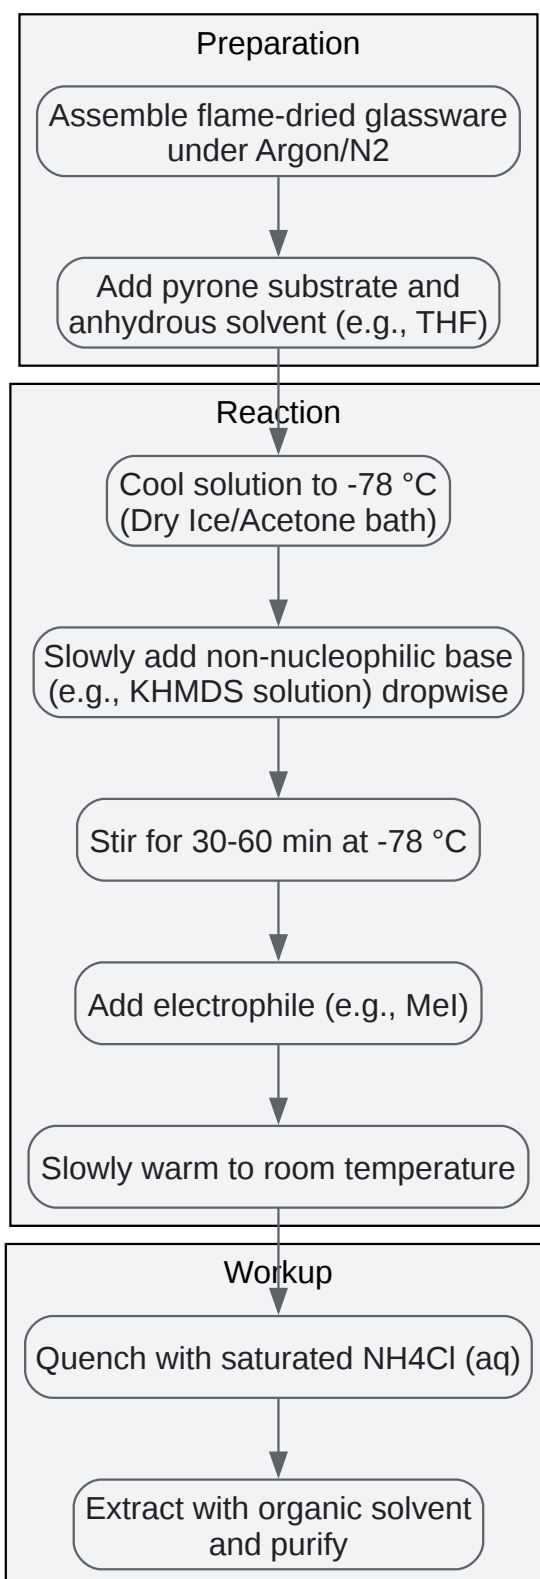 Preparation
Assemble flame-dried glassware
under Argon/N2
Add pyrone substrate and
anhydrous solvent (e.g., THF)
Reaction
Cool solution to -78 °C
(Dry Ice/Acetone bath)
Slowly add non-nucleophilic base
(e.g., KHMDS solution) dropwise
Stir for 30-60 min at -78 °C
Add electrophile (e.g., MeI)
Slowly warm to room temperature
Workup
Quench with saturated NH4Cl (aq)
Extract with organic solvent
and purify